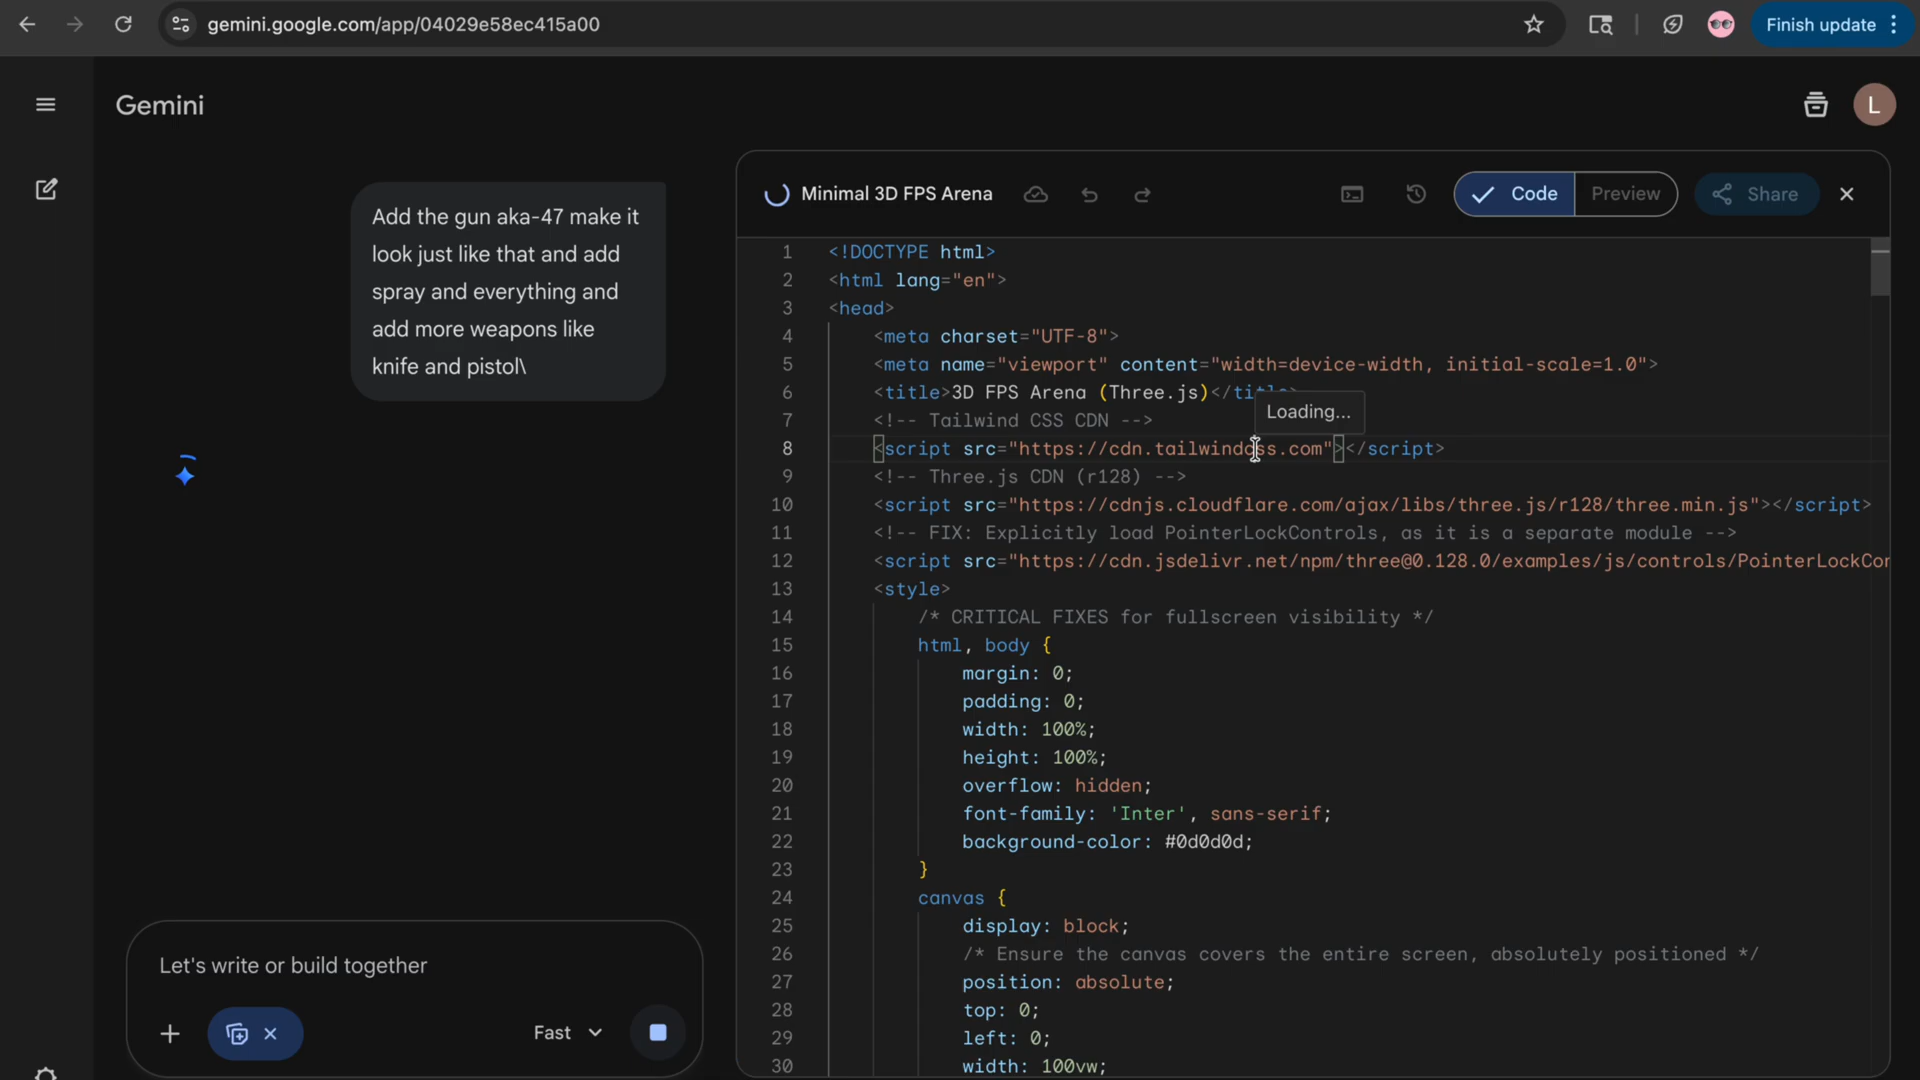 gemini.google.com/app/04029e58ec415a00
Finish update
Gemini
L
Add the gun aka-47 make it
look just like that and add
spray and everything and
add more weapons like
knife and pistol\
Let's write or build together
Fast
Minimal 3D FPS Arena
Code
Preview
Share
1 <!DOCTYPE html>
2 <html lang="en">
3 <head>
4 <meta charset="UTF-8">
5 <meta name="viewport" content="width=device-width, initial-scale=1.0">
6 <title>3D FPS Arena (Three.js)</title>
Loading...
7 <!-- Tailwind CSS CDN -->
8 <script src="https://cdn.tailwindcss.com"></script>
9 <!-- Three.js CDN (r128) -->
10 <script src="https://cdnjs.cloudflare.com/ajax/libs/three.js/r128/three.min.js"></script>
11 <!-- FIX: Explicitly load PointerLockControls, as it is a separate module -->
12 <script src="https://cdn.jsdelivr.net/npm/three@0.128.0/examples/js/controls/PointerLockCon
13 <style>
14 /* CRITICAL FIXES for fullscreen visibility */
15 html, body {
16 margin: 0;
17 padding: 0;
18 width: 100%;
19 height: 100%;
20 overflow: hidden;
21 font-family: 'Inter', sans-serif;
22 background-color: #0d0d0d;
23 }
24 canvas {
25 display: block;
26 /* Ensure the canvas covers the entire screen, absolutely positioned */
27 position: absolute;
28 top: 0;
29 left: 0;
30 width: 100vw;